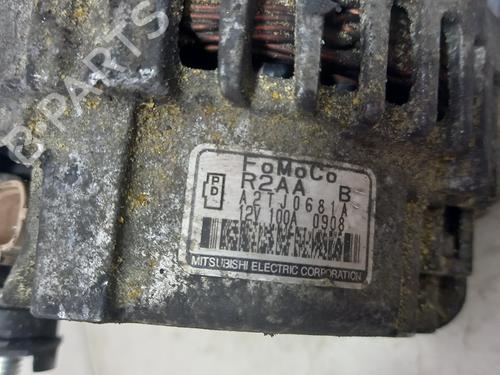 FoMoCo
R2AA B
P
D
A2TJ0681A
12V 100A 0908
MITSUBISHI ELECTRIC CORPORATION
B-PARTS